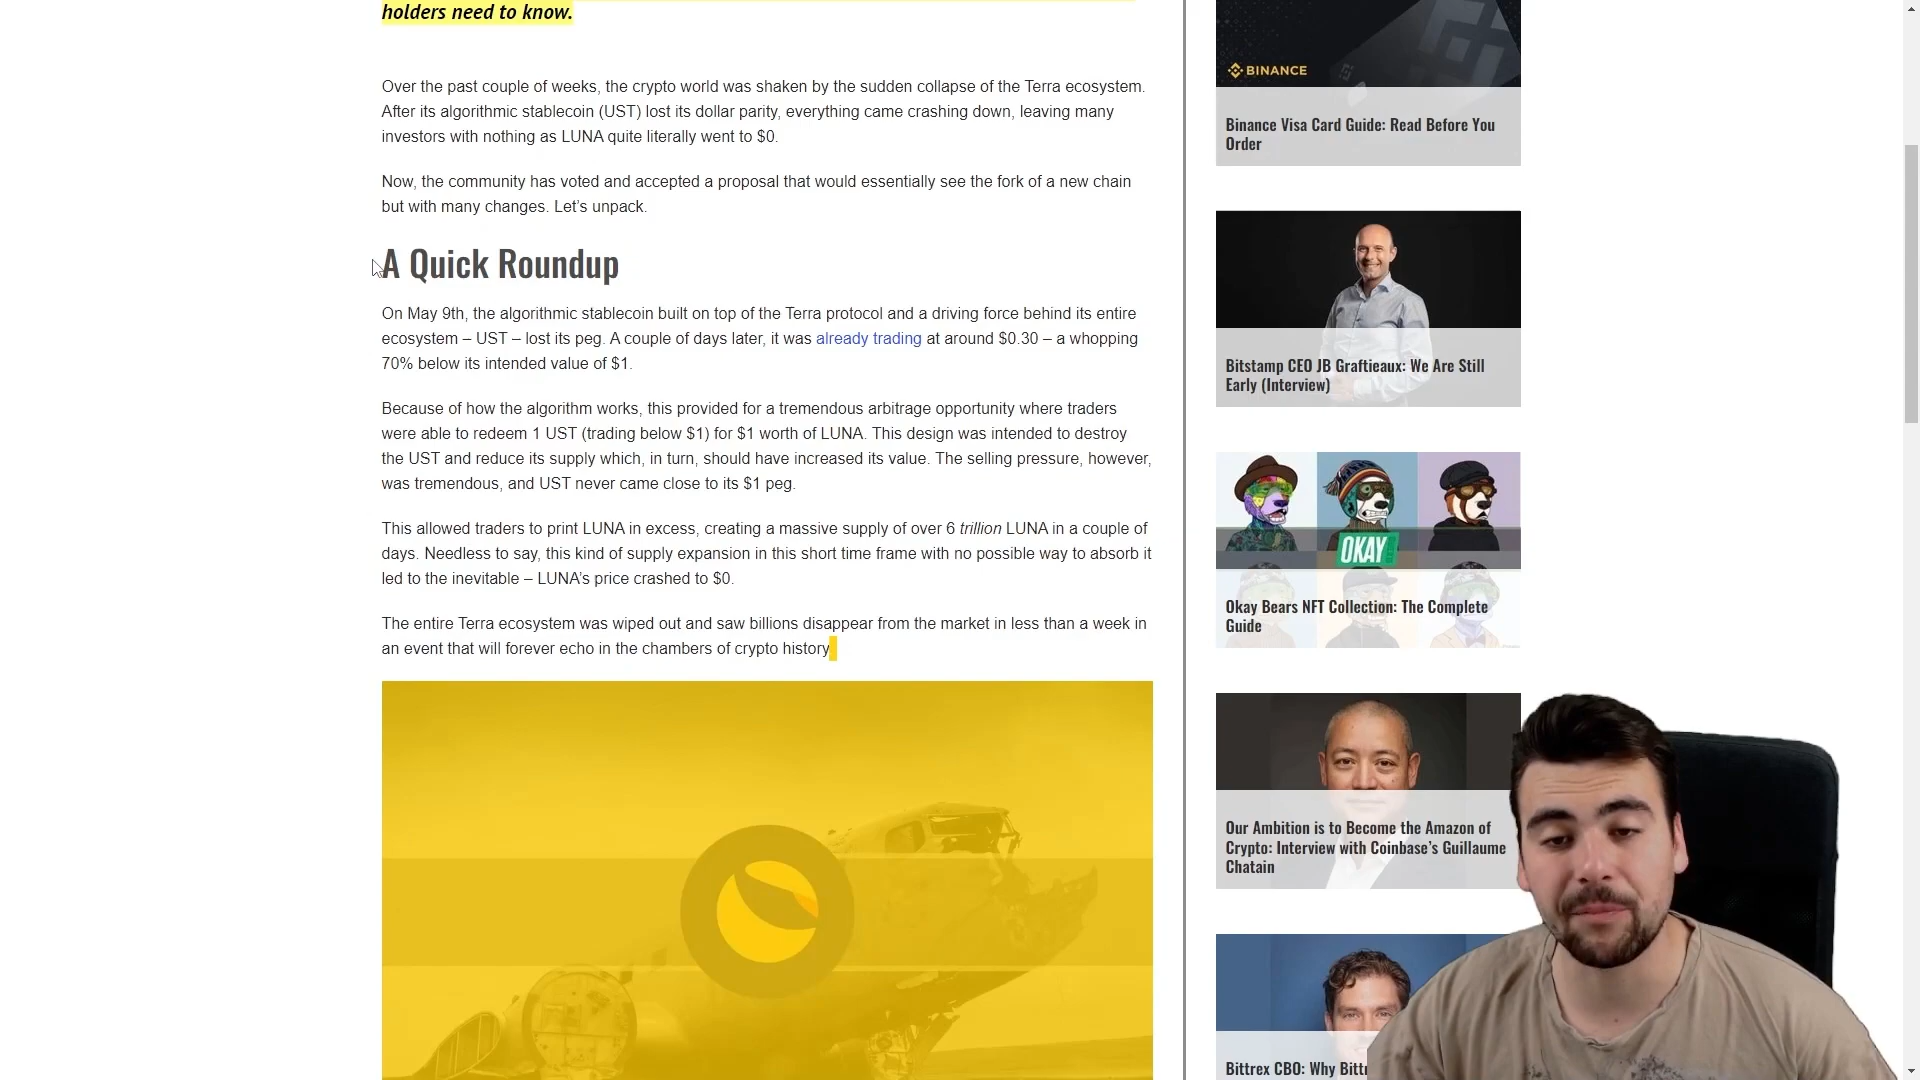 holders need to know.
Over the past couple of weeks, the crypto world was shaken by the sudden collapse of the Terra ecosystem.
After its algorithmic stablecoin (UST) lost its dollar parity, everything came crashing down, leaving many
investors with nothing as LUNA quite literally went to $0.
Now, the community has voted and accepted a proposal that would essentially see the fork of a new chain
but with many changes. Let’s unpack.
A Quick Roundup
On May 9th, the algorithmic stablecoin built on top of the Terra protocol and a driving force behind its entire
ecosystem – UST – lost its peg. A couple of days later, it was already trading at around $0.30 – a whopping
70% below its intended value of $1.
Because of how the algorithm works, this provided for a tremendous arbitrage opportunity where traders
were able to redeem 1 UST (trading below $1) for $1 worth of LUNA. This design was intended to destroy
the UST and reduce its supply which, in turn, should have increased its value. The selling pressure, however,
was tremendous, and UST never came close to its $1 peg.
This allowed traders to print LUNA in excess, creating a massive supply of over 6 trillion LUNA in a couple of
days. Needless to say, this kind of supply expansion in this short time frame with no possible way to absorb it
led to the inevitable – LUNA’s price crashed to $0.
The entire Terra ecosystem was wiped out and saw billions disappear from the market in less than a week in
an event that will forever echo in the chambers of crypto history
BINANCE
Binance Visa Card Guide: Read Before You
Order
Bitstamp CEO JB Graftieaux: We Are Still
Early (Interview)
OKAY
Okay Bears NFT Collection: The Complete
Guide
Our Ambition is to Become the Amazon of
Crypto: Interview with Coinbase’s Guillaume
Chatain
Bittrex CBO: Why